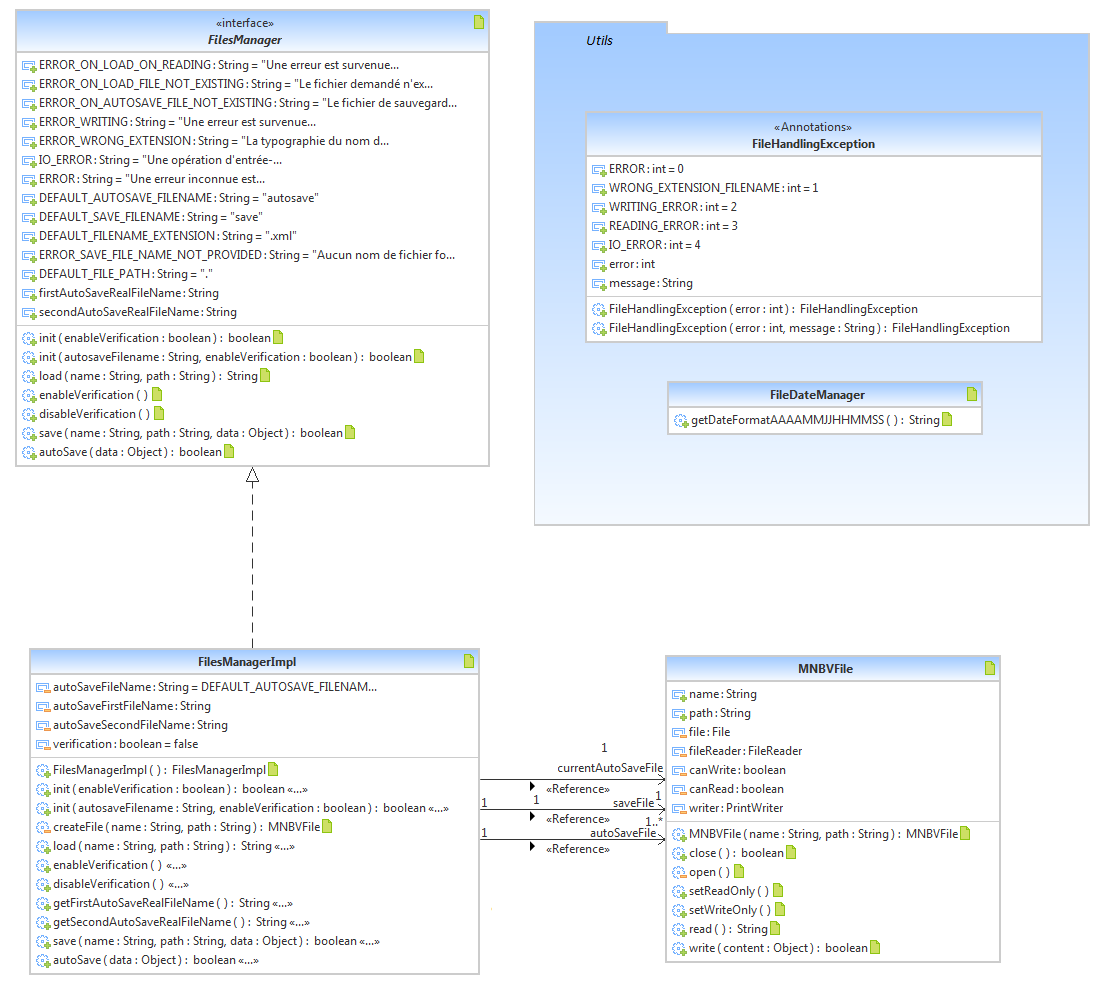 «interface»
FilesManager
ERROR_ON_LOAD_ON_READING : String = "Une erreur est survenue...
ERROR_ON_LOAD_FILE_NOT_EXISTING : String = "Le fichier demandé n'ex...
ERROR_ON_AUTOSAVE_FILE_NOT_EXISTING : String = "Le fichier de sauvegard...
ERROR_WRITING : String = "Une erreur est survenue...
ERROR_WRONG_EXTENSION : String = "La typographie du nom d...
IO_ERROR : String = "Une opération d'entrée-...
ERROR : String = "Une erreur inconnue est...
DEFAULT_AUTOSAVE_FILENAME : String = "autosave"
DEFAULT_SAVE_FILENAME : String = "save"
DEFAULT_FILENAME_EXTENSION : String = ".xml"
ERROR_SAVE_FILE_NAME_NOT_PROVIDED : String = "Aucun nom de fichier fo...
DEFAULT_FILE_PATH : String = "."
firstAutoSaveRealFileName : String
secondAutoSaveRealFileName : String
init ( enableVerification : boolean ) : boolean
init ( autosaveFilename : String, enableVerification : boolean ) : boolean
load ( name : String, path : String ) : String
enableVerification ( )
disableVerification ( )
save ( name : String, path : String, data : Object ) : boolean
autoSave ( data : Object ) : boolean
Utils
«Annotations»
FileHandlingException
ERROR : int = 0
WRONG_EXTENSION_FILENAME : int = 1
WRITING_ERROR : int = 2
READING_ERROR : int = 3
IO_ERROR : int = 4
error : int
message : String
FileHandlingException ( error : int ) : FileHandlingException
FileHandlingException ( error : int, message : String ) : FileHandlingException
FileDateManager
getDateFormatAAAAMMJJHHMMSS ( ) : String
FilesManagerImpl
autoSaveFileName : String = DEFAULT_AUTOSAVE_FILENAM...
autoSaveFirstFileName : String
autoSaveSecondFileName : String
verification : boolean = false
FilesManagerImpl ( ) : FilesManagerImpl
init ( enableVerification : boolean ) : boolean «...»
init ( autosaveFilename : String, enableVerification : boolean ) : boolean «...»
createFile ( name : String, path : String ) : MNBVFile
load ( name : String, path : String ) : String «...»
enableVerification ( ) «...»
disableVerification ( ) «...»
getFirstAutoSaveRealFileName ( ) : String «...»
getSecondAutoSaveRealFileName ( ) : String «...»
save ( name : String, path : String, data : Object ) : boolean «...»
autoSave ( data : Object ) : boolean «...»
1
currentAutoSaveFile
«Reference»
1
1
saveFile
1
«Reference»
1..*
1
autoSaveFile
«Reference»
MNBVFile
name : String
path : String
file : File
fileReader : FileReader
canWrite : boolean
canRead : boolean
writer : PrintWriter
MNBVFile ( name : String, path : String ) : MNBVFile
close ( ) : boolean
open ( )
setReadOnly ( )
setWriteOnly ( )
read ( ) : String
write ( content : Object ) : boolean